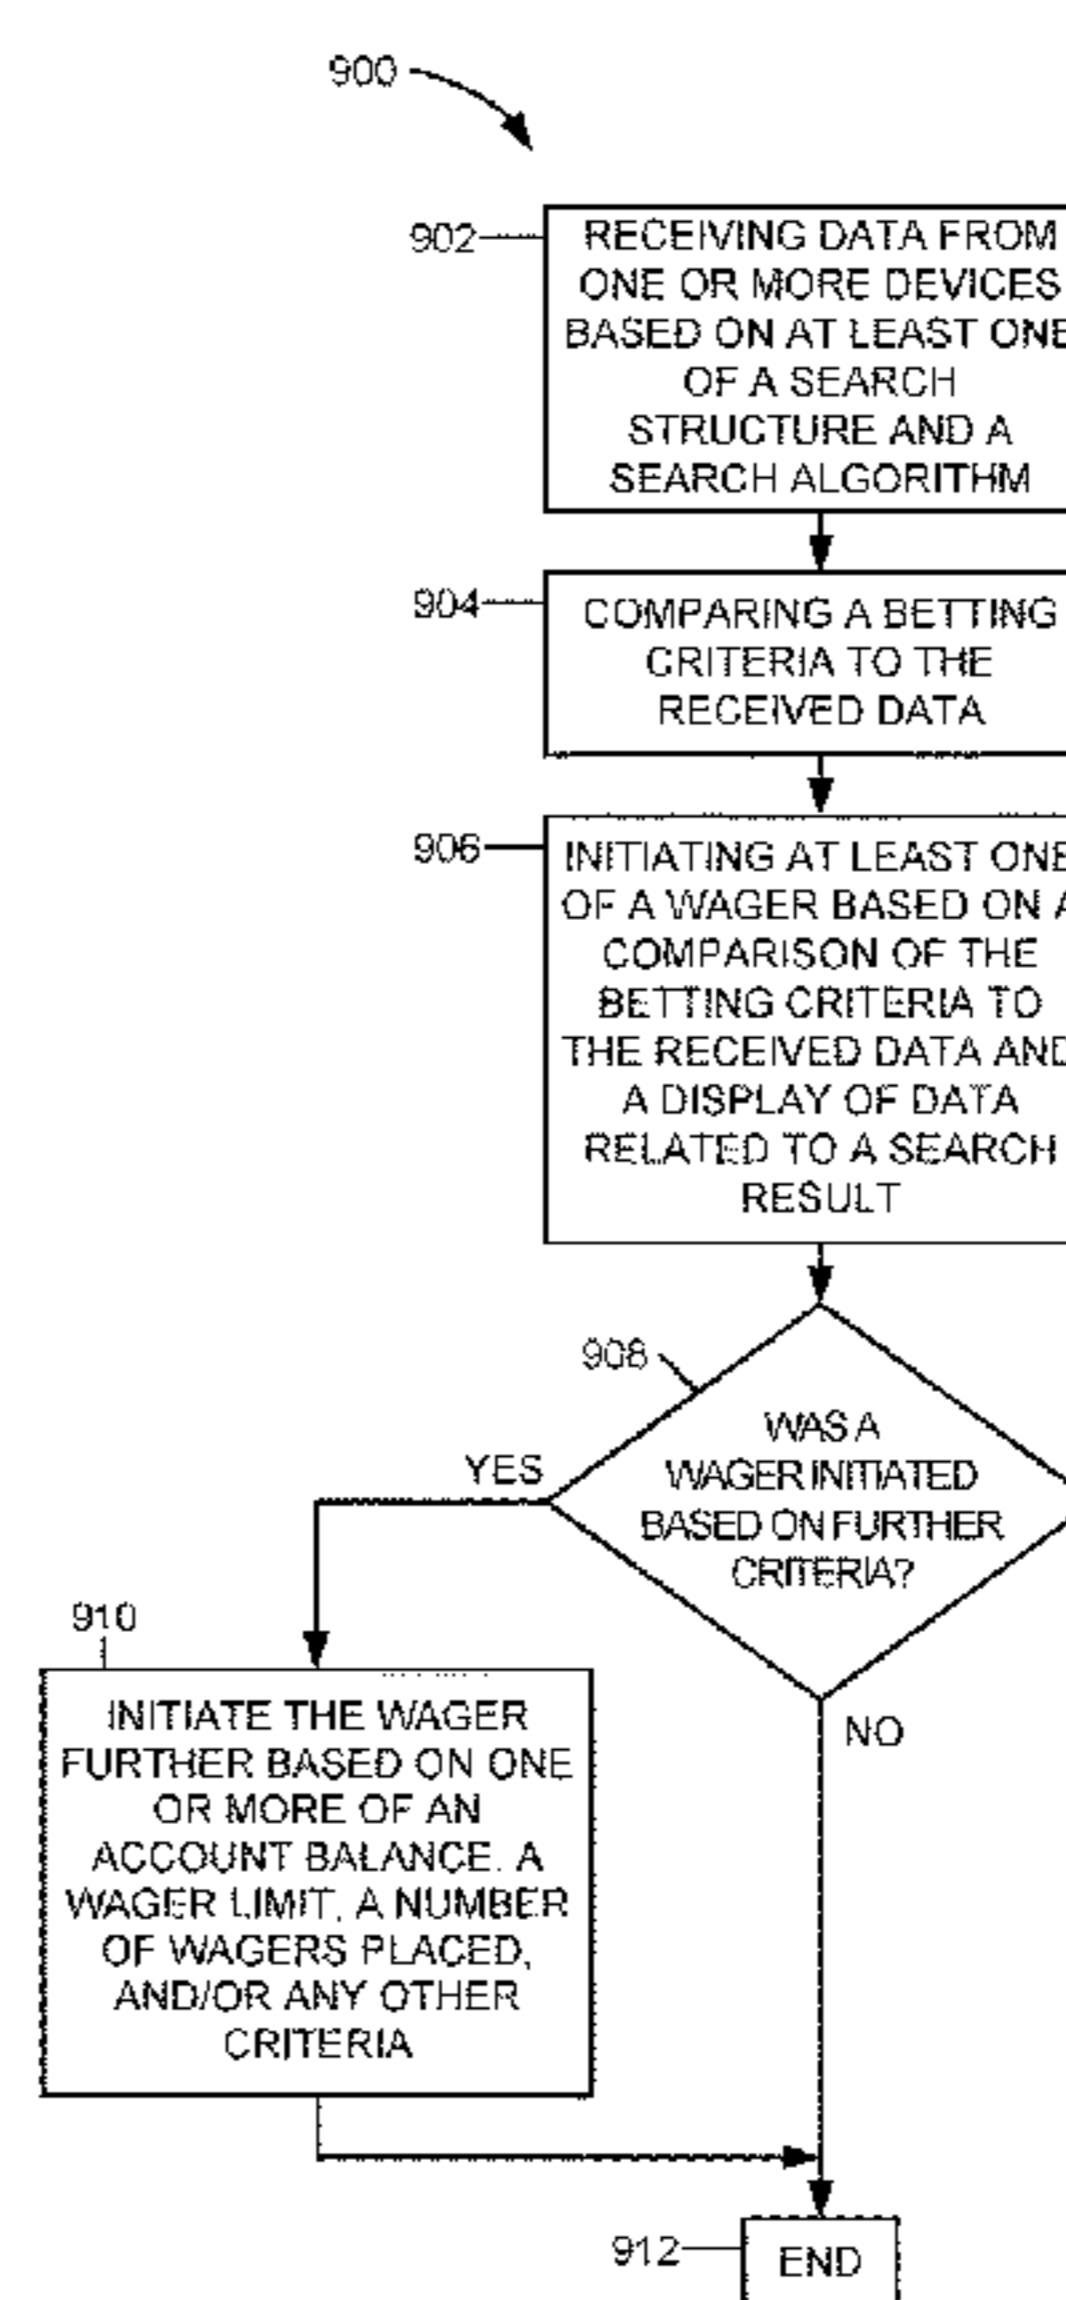 900
902
RECEIVING DATA FROM
ONE OR MORE DEVICES
BASED ON AT LEAST ONE
OF A SEARCH
STRUCTURE AND A
SEARCH ALGORITHM
904
COMPARING A BETTING
CRITERIA TO THE
RECEIVED DATA
906
INITIATING AT LEAST ONE
OF A WAGER BASED ON A
COMPARISON OF THE
BETTING CRITERIA TO
THE RECEIVED DATA AND
A DISPLAY OF DATA
RELATED TO A SEARCH
RESULT
908
WAS A
WAGER INITIATED
BASED ON FURTHER
CRITERIA?
YES
NO
910
INITIATE THE WAGER
FURTHER BASED ON ONE
OR MORE OF AN
ACCOUNT BALANCE, A
WAGER LIMIT, A NUMBER
OF WAGERS PLACED,
AND/OR ANY OTHER
CRITERIA
912
END